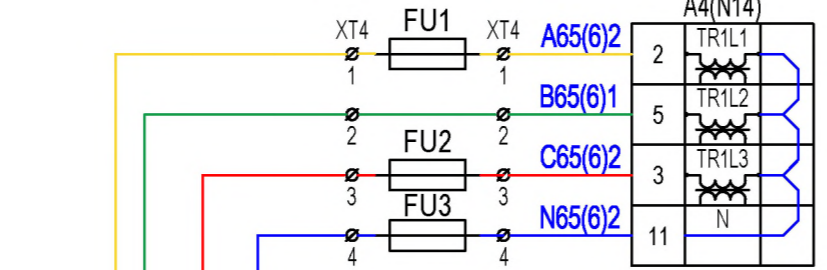 A4(N14)
XT4 FU1 XT4 A65(6)2 2 TR1L1
1 1
B65(6)1 5 TR1L2
2 2
FU2 C65(6)2 3 TR1L3
3 3
FU3 N65(6)2 11 N
4 4